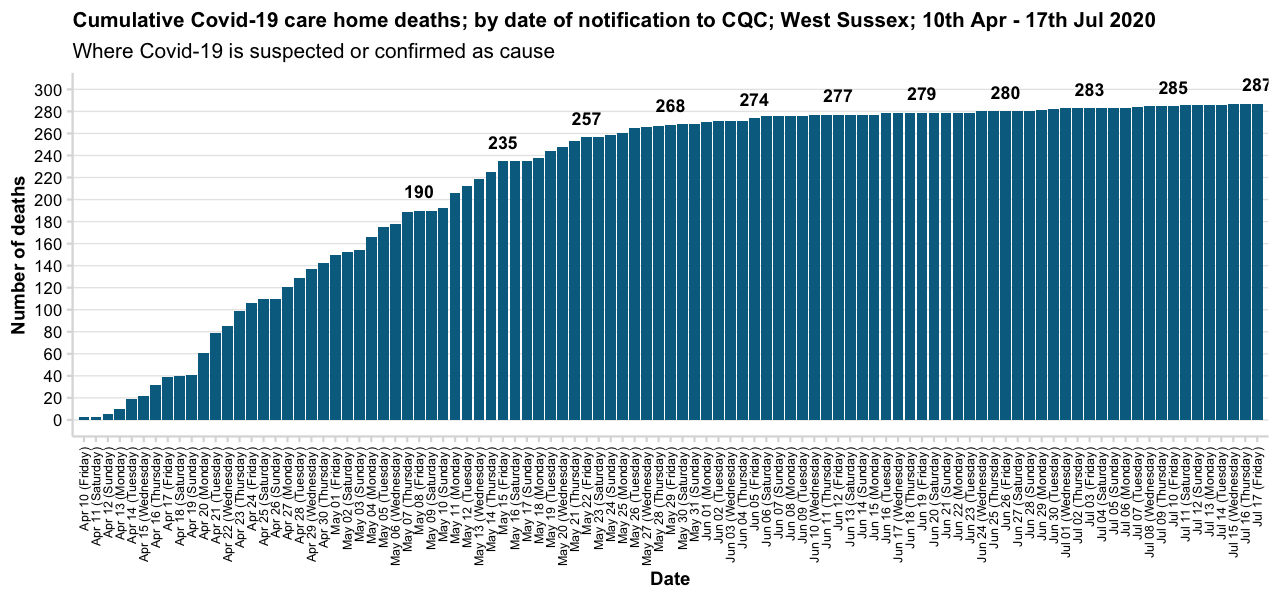 Cumulative Covid-19 care home deaths; by date of notification to CQC; West Sussex; 10th Apr - 17th Jul 2020
Where Covid-19 is suspected or confirmed as cause
Number of deaths
300
280
260
240
220
200
180
160
140
120
100
80
60
40
20
0
190
235
257
268
274
277
279
280
283
285
287
Apr 10 (Friday)
Apr 11 (Saturday)
Apr 12 (Sunday)
Apr 13 (Monday)
Apr 14 (Tuesday)
Apr 15 (Wednesday)
Apr 16 (Thursday)
Apr 17 (Friday)
Apr 18 (Saturday)
Apr 19 (Sunday)
Apr 20 (Monday)
Apr 21 (Tuesday)
Apr 22 (Wednesday)
Apr 23 (Thursday)
Apr 24 (Friday)
Apr 25 (Saturday)
Apr 26 (Sunday)
Apr 27 (Monday)
Apr 28 (Tuesday)
Apr 29 (Wednesday)
Apr 30 (Thursday)
May 01 (Friday)
May 02 (Saturday)
May 03 (Sunday)
May 04 (Monday)
May 05 (Tuesday)
May 06 (Wednesday)
May 07 (Thursday)
May 08 (Friday)
May 09 (Saturday)
May 10 (Sunday)
May 11 (Monday)
May 12 (Tuesday)
May 13 (Wednesday)
May 14 (Thursday)
May 15 (Friday)
May 16 (Saturday)
May 17 (Sunday)
May 18 (Monday)
May 19 (Tuesday)
May 20 (Wednesday)
May 21 (Thursday)
May 22 (Friday)
May 23 (Saturday)
May 24 (Sunday)
May 25 (Monday)
May 26 (Tuesday)
May 27 (Wednesday)
May 28 (Thursday)
May 29 (Friday)
May 30 (Saturday)
May 31 (Sunday)
Jun 01 (Monday)
Jun 02 (Tuesday)
Jun 03 (Wednesday)
Jun 04 (Thursday)
Jun 05 (Friday)
Jun 06 (Saturday)
Jun 07 (Sunday)
Jun 08 (Monday)
Jun 09 (Tuesday)
Jun 10 (Wednesday)
Jun 11 (Thursday)
Jun 12 (Friday)
Jun 13 (Saturday)
Jun 14 (Sunday)
Jun 15 (Monday)
Jun 16 (Tuesday)
Jun 17 (Wednesday)
Jun 18 (Thursday)
Jun 19 (Friday)
Jun 20 (Saturday)
Jun 21 (Sunday)
Jun 22 (Monday)
Jun 23 (Tuesday)
Jun 24 (Wednesday)
Jun 25 (Thursday)
Jun 26 (Friday)
Jun 27 (Saturday)
Jun 28 (Sunday)
Jun 29 (Monday)
Jun 30 (Tuesday)
Jul 01 (Wednesday)
Jul 02 (Thursday)
Jul 03 (Friday)
Jul 04 (Saturday)
Jul 05 (Sunday)
Jul 06 (Monday)
Jul 07 (Tuesday)
Jul 08 (Wednesday)
Jul 09 (Thursday)
Jul 10 (Friday)
Jul 11 (Saturday)
Jul 12 (Sunday)
Jul 13 (Monday)
Jul 14 (Tuesday)
Jul 15 (Wednesday)
Jul 16 (Thursday)
Jul 17 (Friday)
Date